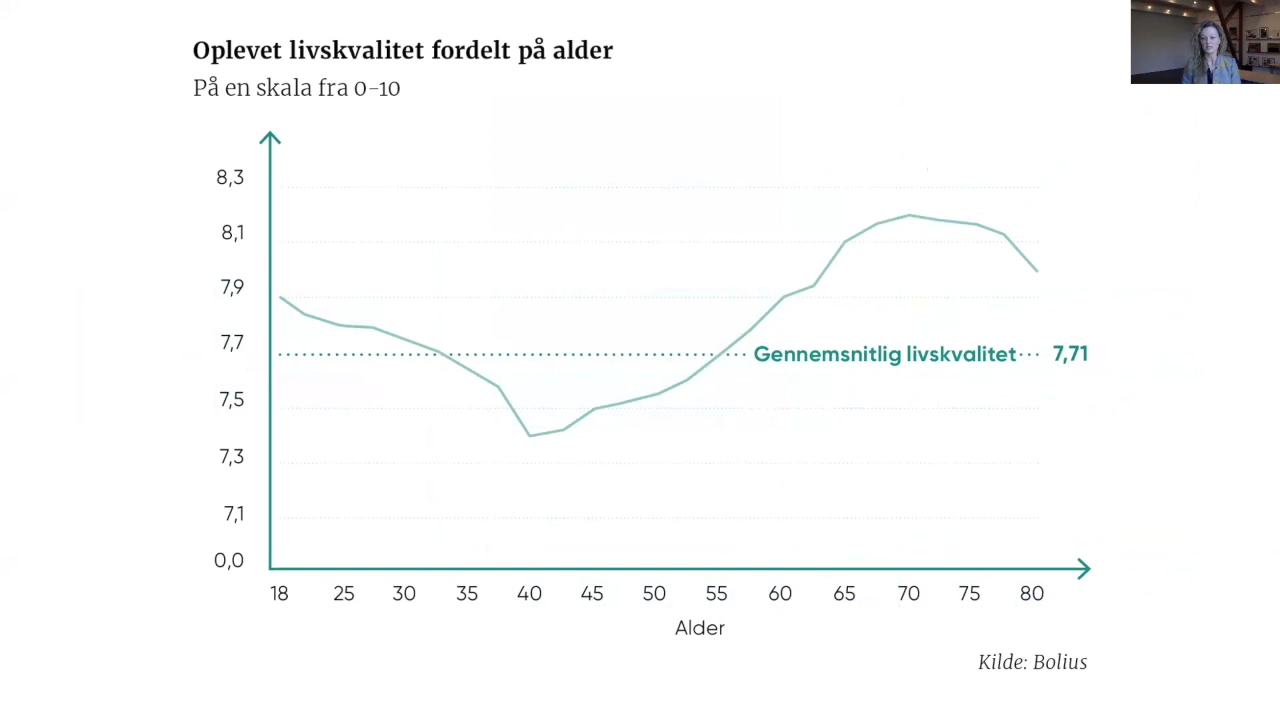 Oplevet livskvalitet fordelt på alder
På en skala fra 0-10
8,3
8,1
7,9
7,7
Gennemsnitlig livskvalitet
7,71
7,5
7,3
7,1
0,0
18 25 30 35 40 45 50 55 60 65 70 75 80
Alder
Kilde: Bolius